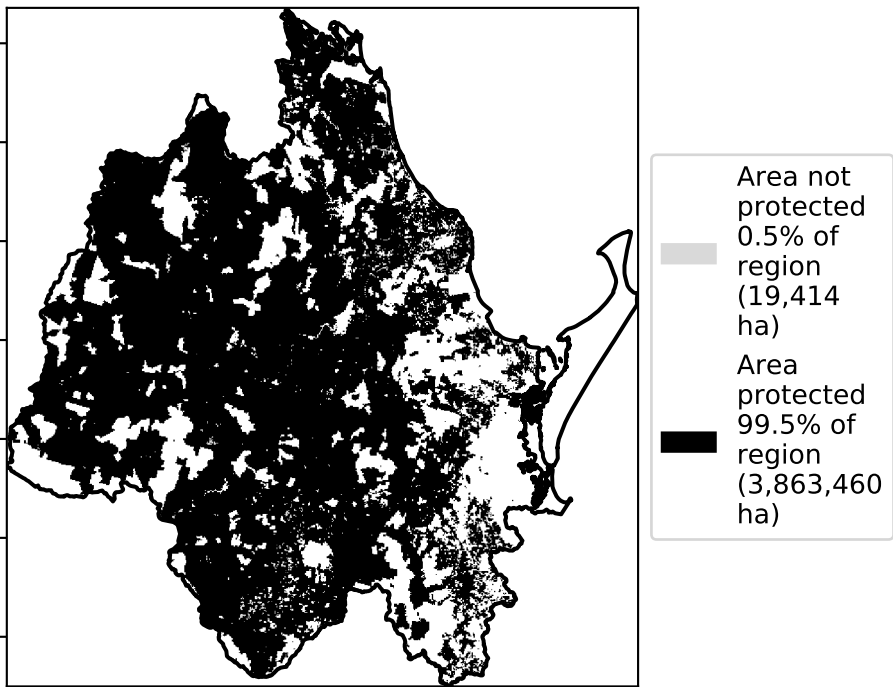 Area not
protected
0.5% of
region
(19,414
ha)
Area
protected
99.5% of
region
(3,863,460
ha)